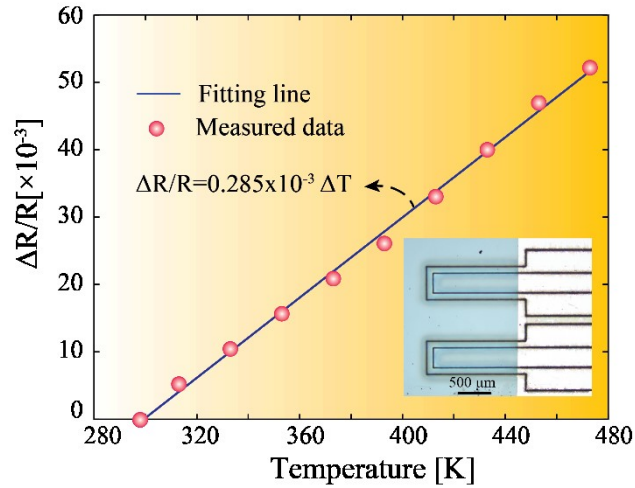 60
50
40
30
20
10
0
ΔR/R[×10⁻³]
Fitting line
Measured data
ΔR/R=0.285x10⁻³ ΔT
500 μm
280 320 360 400 440 480
Temperature [K]